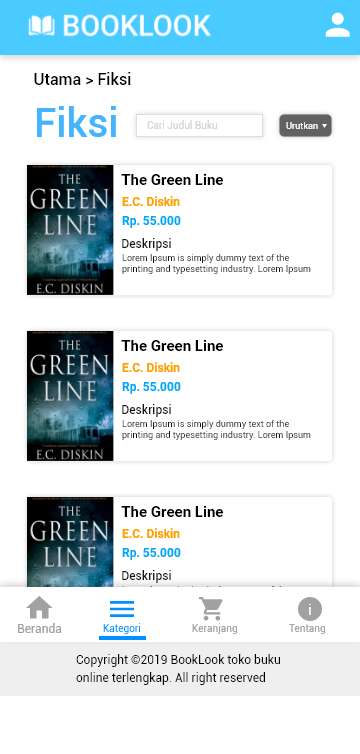 BOOKLOOK
Utama > Fiksi
Fiksi
Cari Judul Buku
Urutkan
THE
GREEN
LINE
E.C. DISKIN
The Green Line
E.C. Diskin
Rp. 55.000
Deskripsi
Lorem Ipsum is simply dummy text of the
printing and typesetting industry. Lorem Ipsum
THE
GREEN
LINE
E.C. DISKIN
The Green Line
E.C. Diskin
Rp. 55.000
Deskripsi
Lorem Ipsum is simply dummy text of the
printing and typesetting industry. Lorem Ipsum
THE
GREEN
LINE
The Green Line
E.C. Diskin
Rp. 55.000
Deskripsi
Beranda
Kategori
Keranjang
Tentang
Copyright ©2019 BookLook toko buku
online terlengkap. All right reserved